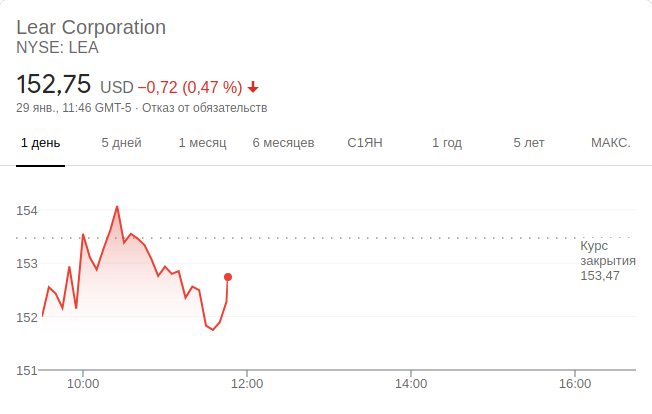 Lear Corporation
NYSE: LEA
152,75 USD −0,72 (0,47 %)
29 янв., 11:46 GMT-5 · Отказ от обязательств
1 день 5 дней 1 месяц 6 месяцев С1ЯН 1 год 5 лет МАКС.
154
Курс
закрытия
153,47
153
152
151
10:00 12:00 14:00 16:00